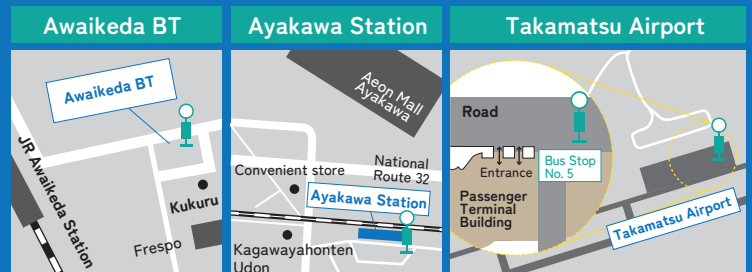 Awaikeda BT
Awaikeda BT
JR Awaikeda Station
Kukuru
Frespo
Ayakawa Station
Aeon Mall
Ayakawa
Convenient store
National
Route 32
Ayakawa Station
Kagawayahonten
Udon
Takamatsu Airport
Road
Entrance
Bus Stop
No. 5
Passenger
Terminal
Building
Takamatsu Airport